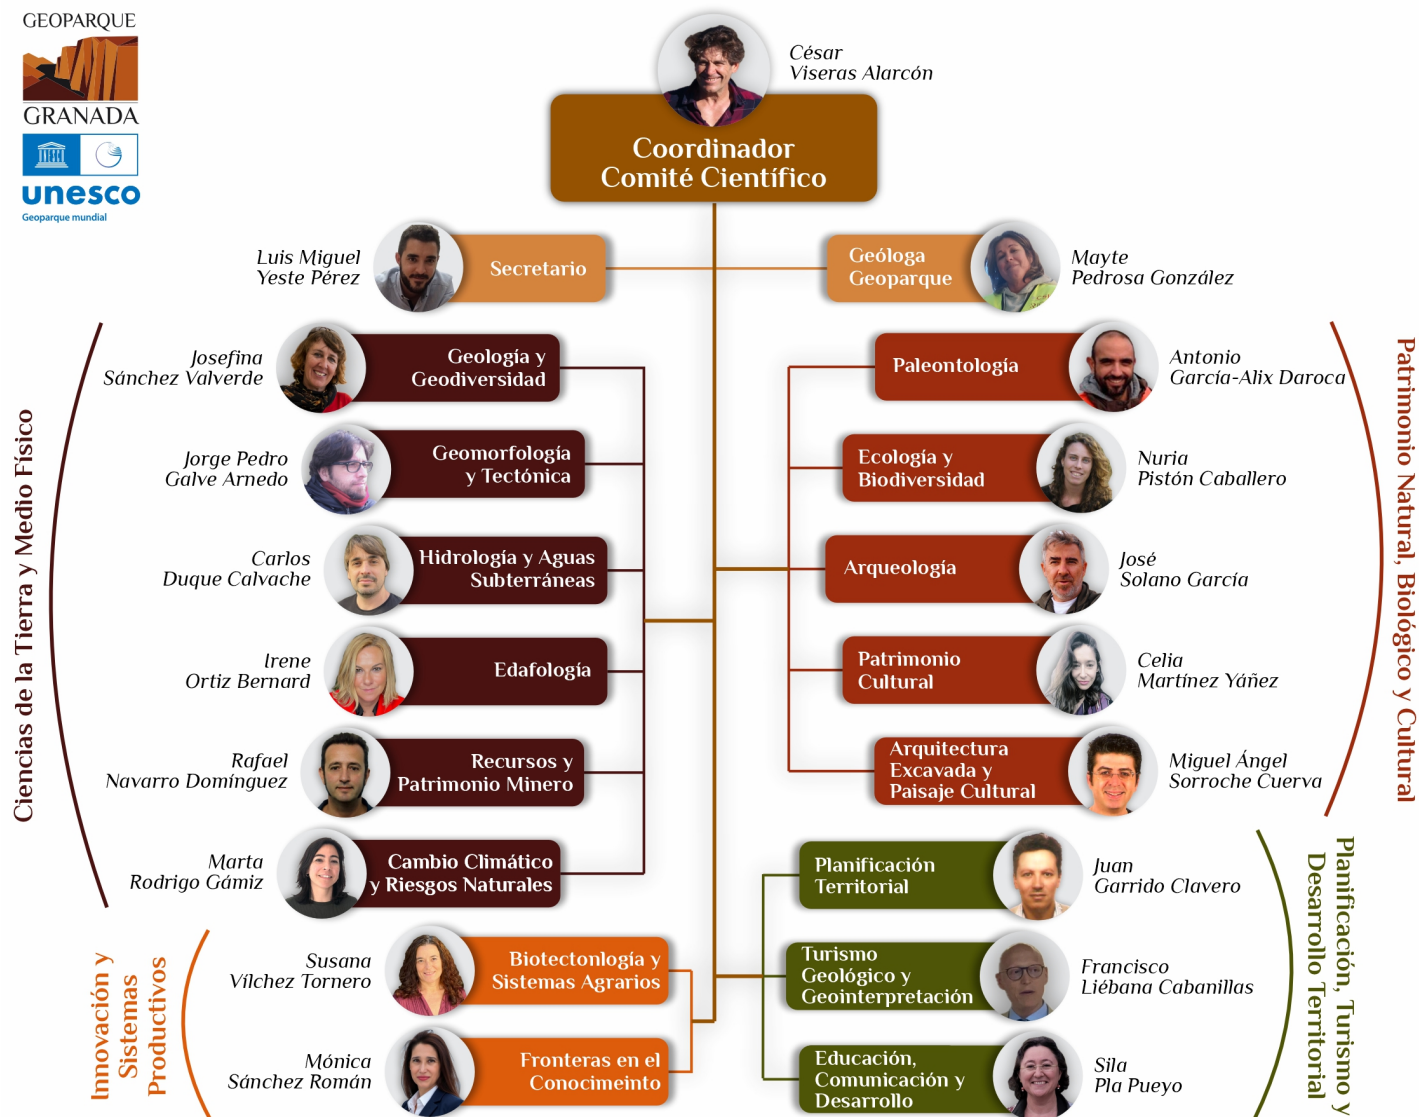 GEOPARQUE
GRANADA
unesco
Geoparque mundial
César
Viseras Alarcón
Coordinador
Comité Científico
Luis Miguel
Yeste Pérez
Secretario
Geóloga
Geoparque
Mayte
Pedrosa González
Ciencias de la Tierra y Medio Físico
Josefina
Sánchez Valverde
Geología y
Geodiversidad
Jorge Pedro
Galve Arnedo
Geomorfología
y Tectónica
Carlos
Duque Calvache
Hidrología y Aguas
Subterráneas
Irene
Ortiz Bernard
Edafología
Rafael
Navarro Domínguez
Recursos y
Patrimonio Minero
Marta
Rodrigo Gámiz
Cambio Climático
y Riesgos Naturales
Patrimonio Natural, Biológico y Cultural
Paleontología
Antonio
García-Alix Daroca
Ecología y
Biodiversidad
Nuria
Pistón Caballero
Arqueología
José
Solano García
Patrimonio
Cultural
Celia
Martínez Yáñez
Arquitectura
Excavada y
Paisaje Cultural
Miguel Ángel
Sorroche Cuerva
Innovación y
Sistemas
Productivos
Susana
Vílchez Tornero
Biotectonlogía y
Sistemas Agrarios
Mónica
Sánchez Román
Fronteras en el
Conocimeinto
Planificación, Turismo y
Desarrollo Territorial
Planificación
Territorial
Juan
Garrido Clavero
Turismo
Geológico y
Geointerpretación
Francisco
Liébana Cabanillas
Educación,
Comunicación y
Desarrollo
Sila
Pla Pueyo